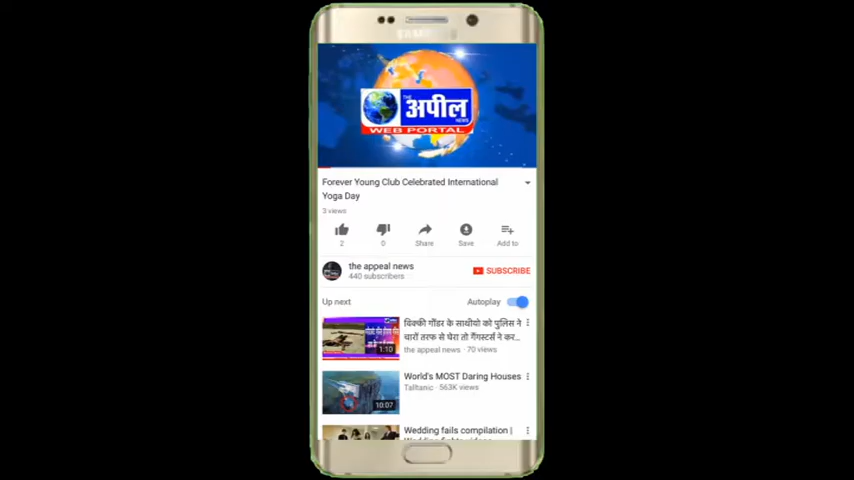 SAMSUNG
THE
अपील
NEWS
WEB PORTAL
Forever Young Club Celebrated International
Yoga Day
3 views
2
0
Share
Save
Add to
the appeal news
440 subscribers
SUBSCRIBE
Up next
Autoplay
विक्की गौंडर के साथीयो को पुलिस ने
चारों तरफ से घेरा तो गैंगस्टर्स ने कर...
the appeal news · 70 views
1:10
World's MOST Daring Houses
Talltanic · 563K views
10:07
Wedding fails compilation |